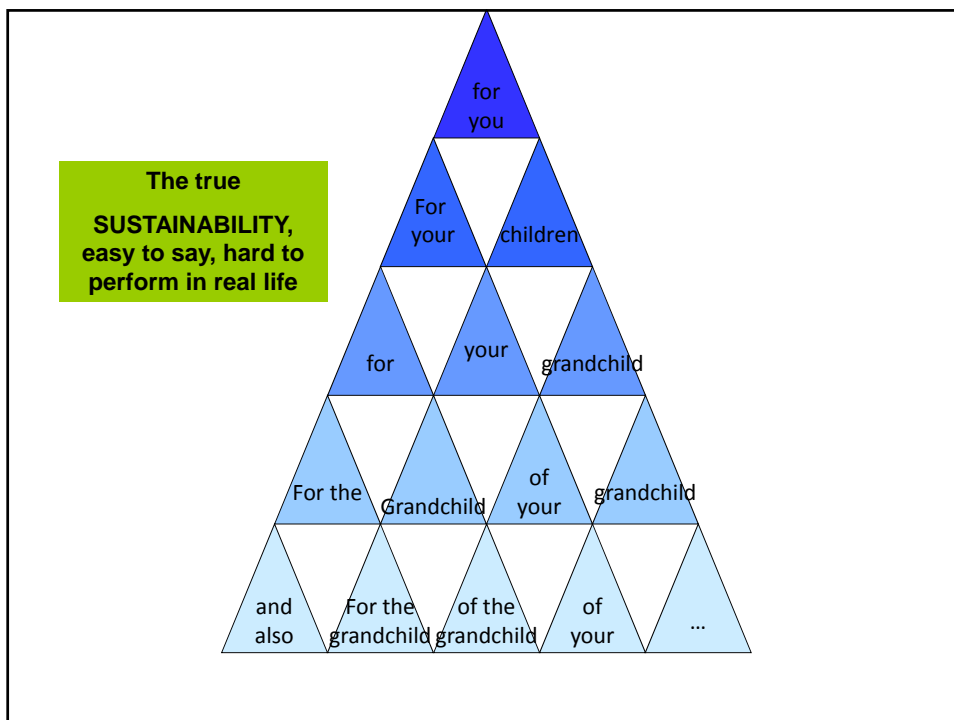 for
you
The true
SUSTAINABILITY,
easy to say, hard to
perform in real life
For
your
children
for
your
grandchild
For the
Grandchild
of
your
grandchild
and
also
For the
grandchild
of the
grandchild
of
your
...